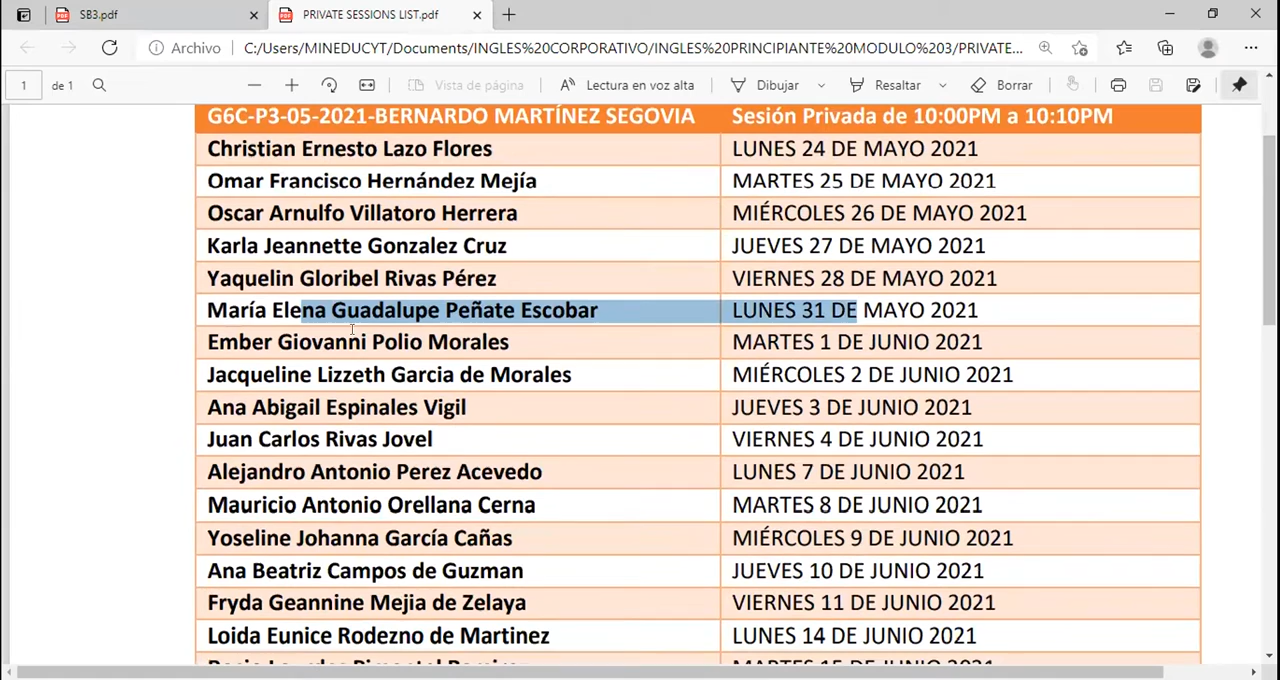 SB3.pdf
PRIVATE SESSIONS LIST.pdf
Archivo C:/Users/MINEDUCYT/Documents/INGLES%20CORPORATIVO/INGLES%20PRINCIPIANTE%20MODULO%203/PRIVATE...
1 de 1 Vista de página Lectura en voz alta Dibujar Resaltar Borrar
G6C-P3-05-2021-BERNARDO MARTÍNEZ SEGOVIA Sesión Privada de 10:00PM a 10:10PM
Christian Ernesto Lazo Flores LUNES 24 DE MAYO 2021
Omar Francisco Hernández Mejía MARTES 25 DE MAYO 2021
Oscar Arnulfo Villatoro Herrera MIÉRCOLES 26 DE MAYO 2021
Karla Jeannette Gonzalez Cruz JUEVES 27 DE MAYO 2021
Yaquelin Gloribel Rivas Pérez VIERNES 28 DE MAYO 2021
María Elena Guadalupe Peñate Escobar LUNES 31 DE MAYO 2021
Ember Giovanni Polio Morales MARTES 1 DE JUNIO 2021
Jacqueline Lizzeth Garcia de Morales MIÉRCOLES 2 DE JUNIO 2021
Ana Abigail Espinales Vigil JUEVES 3 DE JUNIO 2021
Juan Carlos Rivas Jovel VIERNES 4 DE JUNIO 2021
Alejandro Antonio Perez Acevedo LUNES 7 DE JUNIO 2021
Mauricio Antonio Orellana Cerna MARTES 8 DE JUNIO 2021
Yoseline Johanna García Cañas MIÉRCOLES 9 DE JUNIO 2021
Ana Beatriz Campos de Guzman JUEVES 10 DE JUNIO 2021
Fryda Geannine Mejia de Zelaya VIERNES 11 DE JUNIO 2021
Loida Eunice Rodezno de Martinez LUNES 14 DE JUNIO 2021
MARTES 15 DE JUNIO 2021